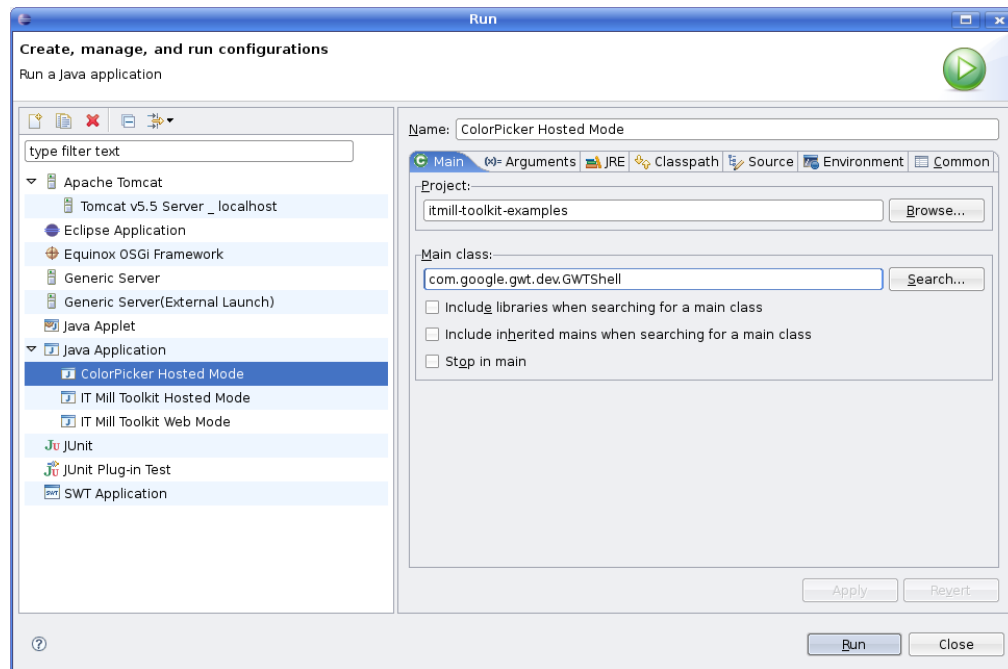 Run
Create, manage, and run configurations
Run a Java application
type filter text
Apache Tomcat
Tomcat v5.5 Server _ localhost
Eclipse Application
Equinox OSGi Framework
Generic Server
Generic Server(External Launch)
Java Applet
Java Application
ColorPicker Hosted Mode
IT Mill Toolkit Hosted Mode
IT Mill Toolkit Web Mode
Ju JUnit
JUnit Plug-in Test
SWT Application
Name: ColorPicker Hosted Mode
Main (x)= Arguments JRE Classpath Source Environment Common
Project:
itmill-toolkit-examples Browse...
Main class:
com.google.gwt.dev.GWTShell Search...
Include libraries when searching for a main class
Include inherited mains when searching for a main class
Stop in main
Apply Revert
? Run Close